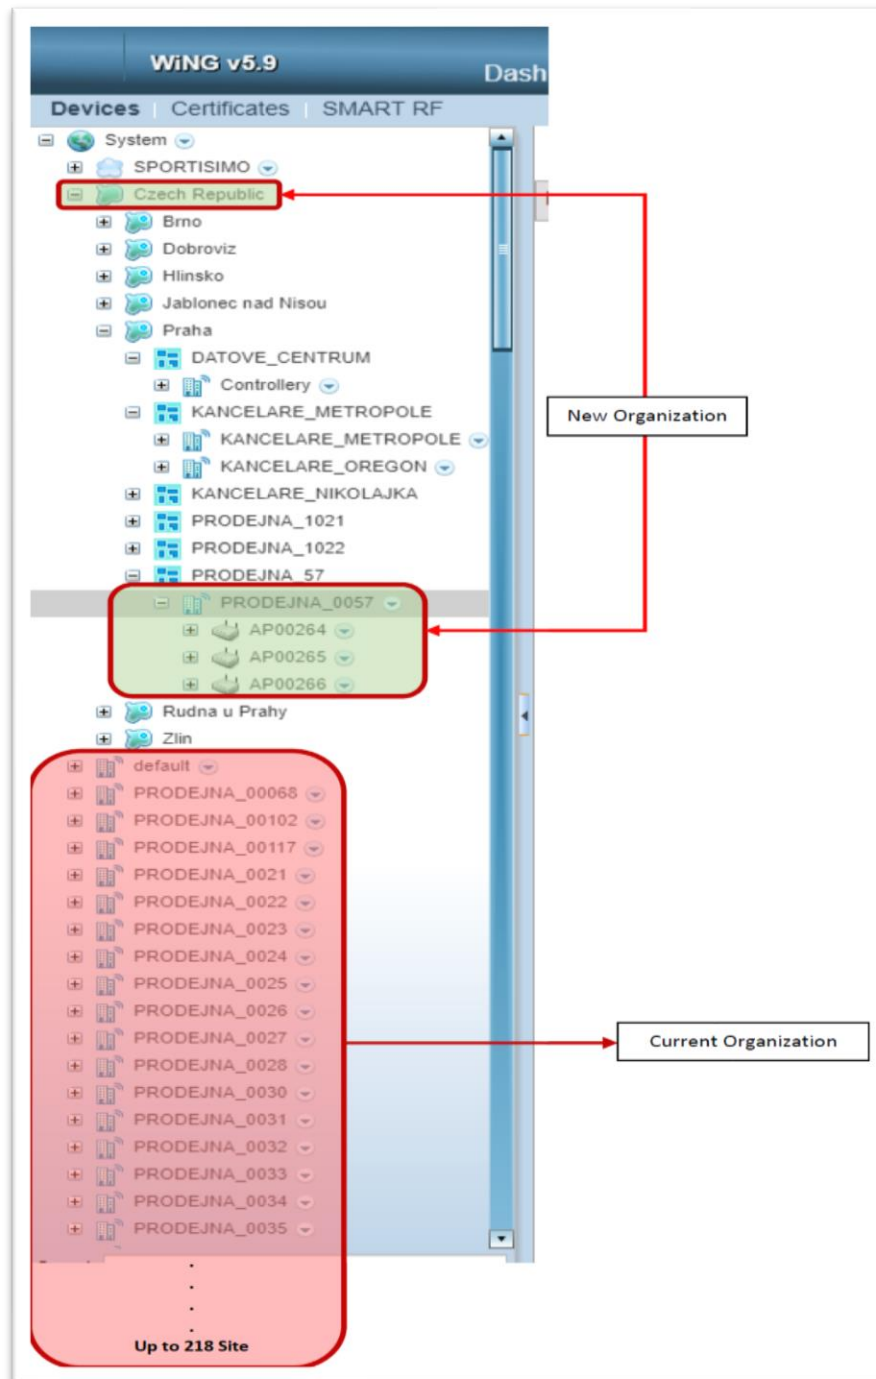 WiNG v5.9
Dash
Devices | Certificates | SMART RF
System
SPORTISIMO
Czech Republic
Brno
Dobroviz
Hlinsko
Jablonec nad Nisou
Praha
DATOVE_CENTRUM
Controllery
KANCELARE_METROPOLE
New Organization
KANCELARE_METROPOLE
KANCELARE_OREGON
KANCELARE_NIKOLAJKA
PRODEJNA_1021
PRODEJNA_1022
PRODEJNA_57
PRODEJNA_0057
AP00264
AP00265
AP00266
Rudna u Prahy
Zlin
default
PRODEJNA_00068
PRODEJNA_00102
PRODEJNA_00117
PRODEJNA_0021
PRODEJNA_0022
PRODEJNA_0023
PRODEJNA_0024
PRODEJNA_0025
PRODEJNA_0026
PRODEJNA_0027
Current Organization
PRODEJNA_0028
PRODEJNA_0030
PRODEJNA_0031
PRODEJNA_0032
PRODEJNA_0033
PRODEJNA_0034
PRODEJNA_0035
.
.
.
.
Up to 218 Site